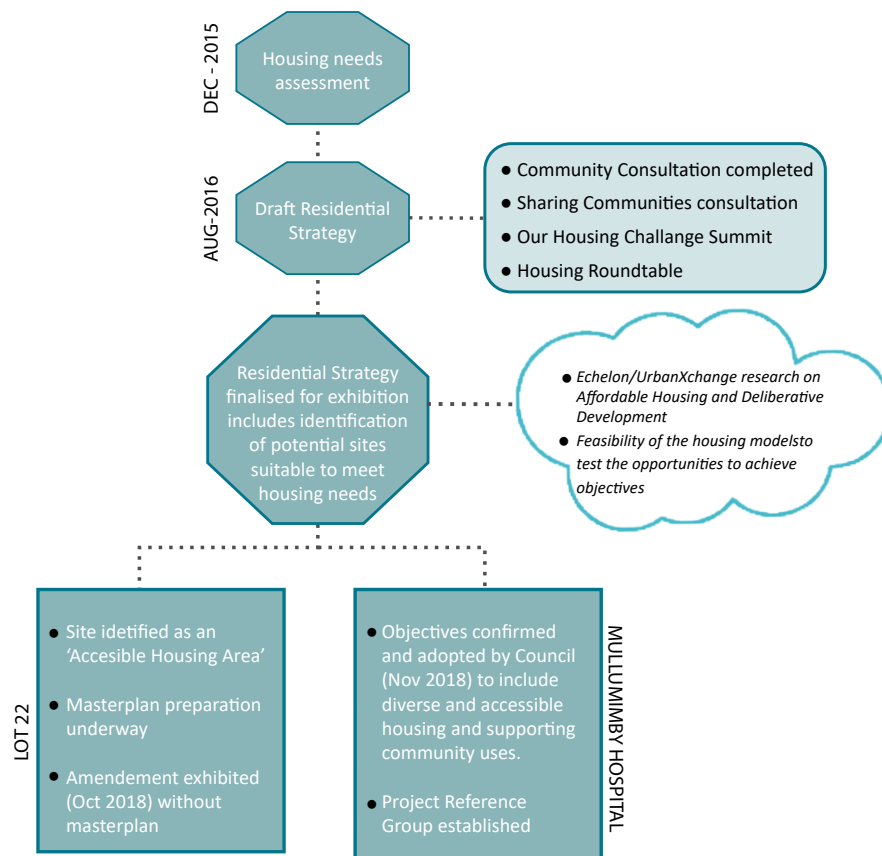 DEC - 2015
Housing needs
assessment
AUG-2016
Draft Residential
Strategy
● Community Consultation completed
● Sharing Communities consultation
● Our Housing Challange Summit
● Housing Roundtable
Residential Strategy
finalised for exhibition
includes identification
of potential sites
suitable to meet
housing needs
● Echelon/UrbanXchange research on
Affordable Housing and Deliberative
Development
● Feasibility of the housing modelsto
test the opportunities to achieve
objectives
LOT 22
● Site idetified as an
‘Accesible Housing Area’
● Masterplan preparation
underway
● Amendement exhibited
(Oct 2018) without
masterplan
● Objectives confirmed
and adopted by Council
(Nov 2018) to include
diverse and accessible
housing and supporting
community uses.
● Project Reference
Group established
MULLUMIMBY HOSPITAL